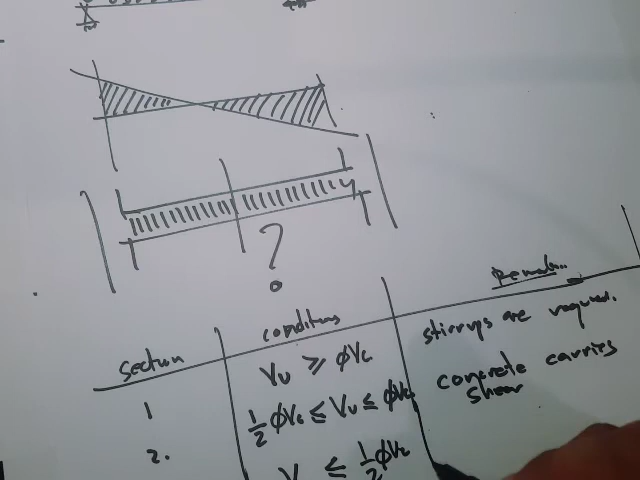 ?
Section
conditions
Remarks
1
Vu ≥ φVc
stirrups are required.
2.
½φVc ≤ Vu ≤ φVc
concrete carries
shear
V ≤ ½φVc